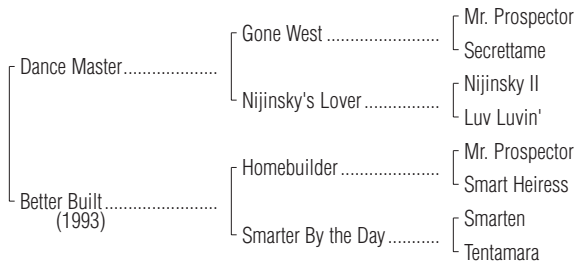 Mr. Prospector
Gone West ........................
Secrettame
Dance Master....................
Nijinsky II
Nijinsky's Lover ................
Luv Luvin'
Mr. Prospector
Homebuilder .....................
Smart Heiress
Better Built ........................
(1993)
Smarten
Smarter By the Day...........
Tentamara